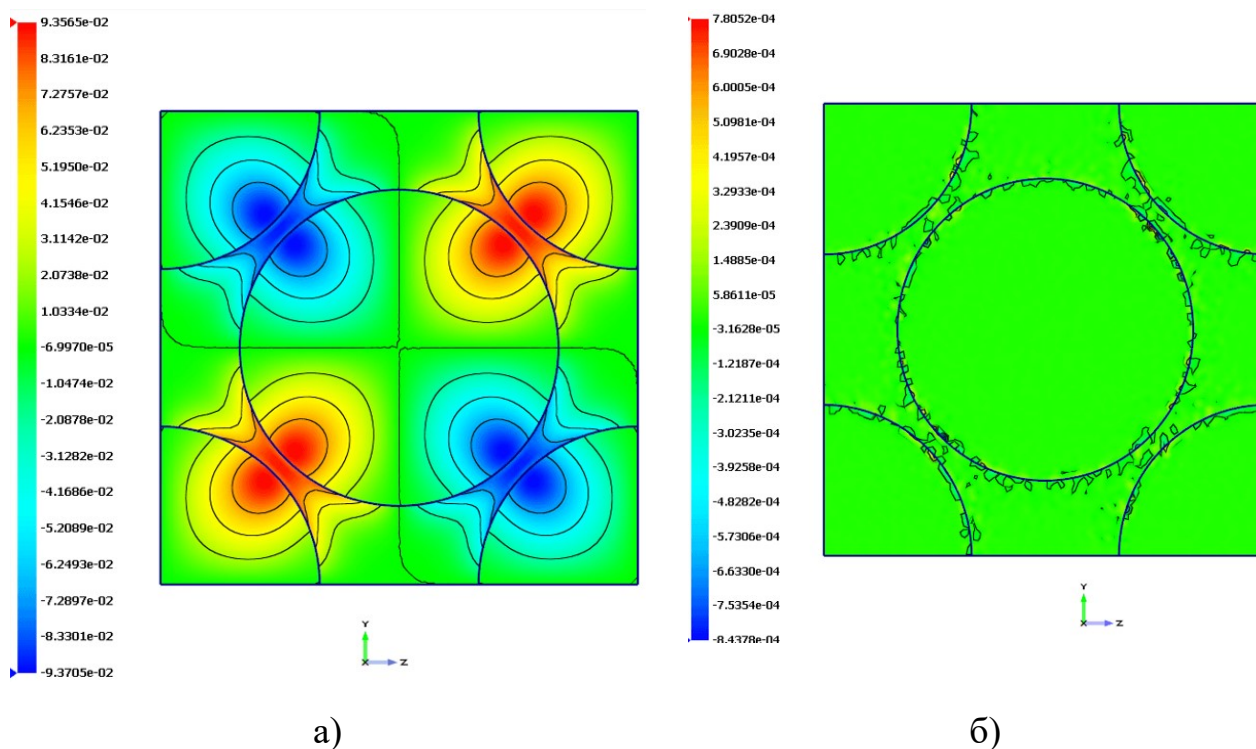 9.3565e-02
8.3161e-02
7.2757e-02
6.2353e-02
5.1950e-02
4.1546e-02
3.1142e-02
2.0738e-02
1.0334e-02
-6.9970e-05
-1.0474e-02
-2.0878e-02
-3.1282e-02
-4.1686e-02
-5.2089e-02
-6.2493e-02
-7.2897e-02
-8.3301e-02
-9.3705e-02
Y
X
Z
а)
7.8052e-04
6.9028e-04
6.0005e-04
5.0981e-04
4.1957e-04
3.2933e-04
2.3909e-04
1.4885e-04
5.8611e-05
-3.1628e-05
-1.2187e-04
-2.1211e-04
-3.0235e-04
-3.9258e-04
-4.8282e-04
-5.7306e-04
-6.6330e-04
-7.5354e-04
-8.4378e-04
Y
X
Z
б)